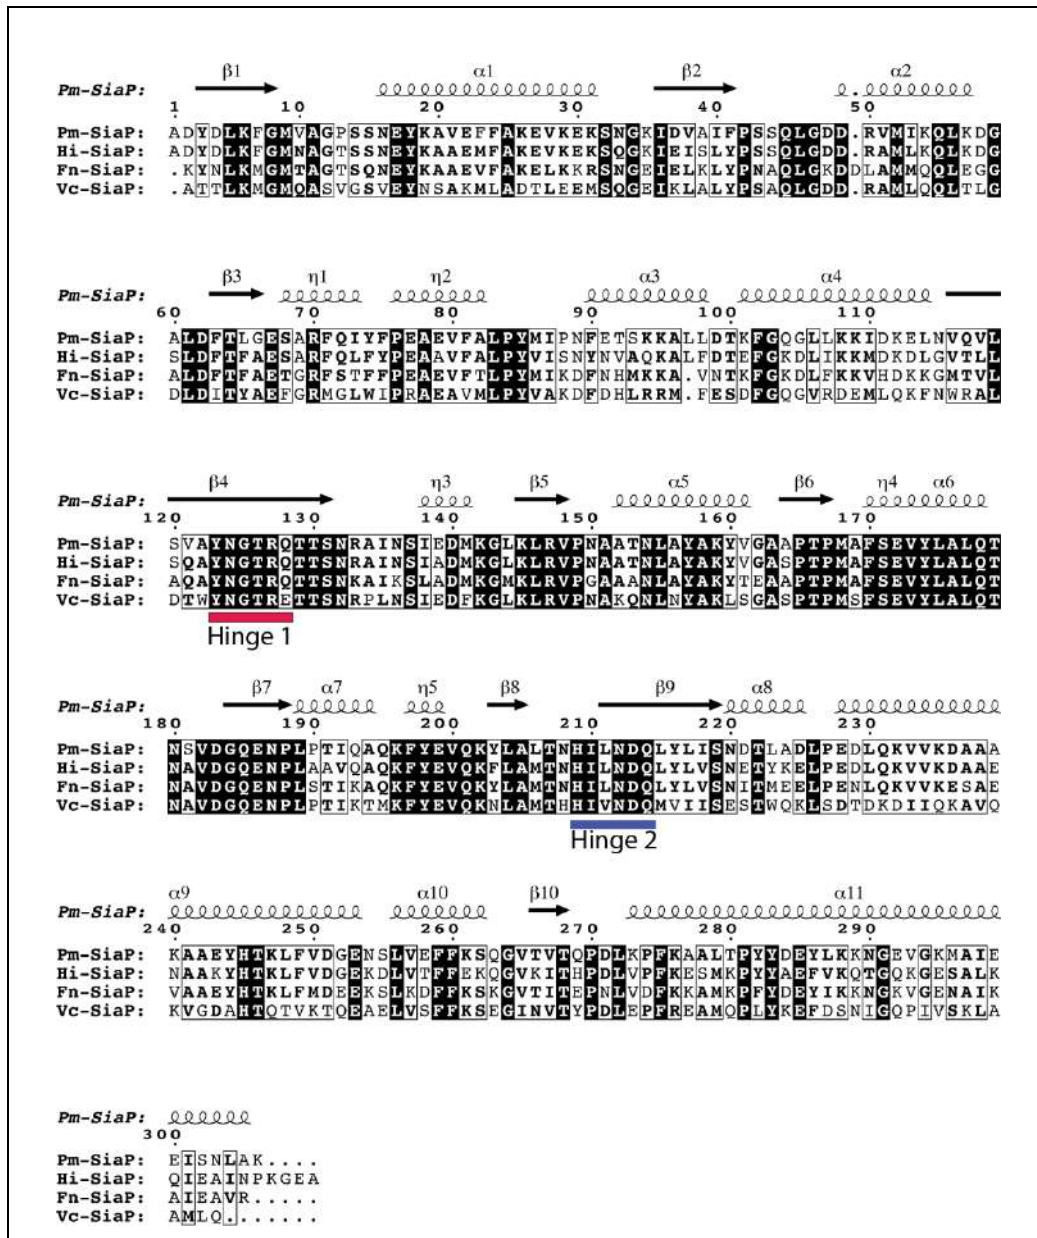 β1 α1 β2 α2
Pm-SiaP:
1 10 20 30 40 50
Pm-SiaP: ADYDLKFGMVAGPSSNEYKAVEFFAKEVKEKSNGKIDVAIFPSSQLGDD.RVMIKQLKDG
Hi-SiaP: ADYDLKFGMNAGTSSNEYKAAEMFAKEVKEKSQGKIEISLYPSSQLGDD.RAMLKQLKDG
Fn-SiaP: .KYNLKMGMTAGTSQNEYKAAEVFAKELKKRSNGEIELKLYPNAQLGKDDLAMMQQLEGG
Vc-SiaP: .ATTLKMGMQASVGSVEYNSAKMLADTLEEMSQGEIKLALYPSAQLGDD.RAMLQQLTLG
β3 η1 η2 α3 α4
Pm-SiaP:
60 70 80 90 100 110
Pm-SiaP: ALDFTLGESARFQIYFPEAEVFALPYMIPNFETSKKALLDTKFGQGLLKKIDKELNVQVL
Hi-SiaP: SLDFTFAESARFQLFYPEAAVFALPYVISNYNVAQKALFDTEFGKDLIKKMDKDLGVTLL
Fn-SiaP: ALDFTFAETGRFSTFFPEAEVFTLPYMIKDFNHMKKA.VNTKFGKDLFKKVHDKKGMTVL
Vc-SiaP: DLDITYAEFGRMGLWIPRAEAVMLPYVAKDFDHLRRM.FESDFGQGVRDEMLQKFNWRAL
β4 η3 β5 α5 β6 η4 α6
Pm-SiaP:
120 130 140 150 160 170
Pm-SiaP: SVAYNGTRQTTSNRAINSIEDMKGLKLRVPNAATNLAYAKYVGAAPTPMAFSEVYLALQT
Hi-SiaP: SQAYNGTRQTTSNRAINSIADMKGLKLRVPNAATNLAYAKYVGASPTPMAFSEVYLALQT
Fn-SiaP: AQAYNGTRQTTSNKAIKSLADMKGMKLRVPGAAANLAYAKYTEAAPTPMAFSEVYLALQT
Vc-SiaP: DTWYNGTRETTSNRPLNSIEDFKGLKLRVPNAKQNLNYAKLSGASPTPMSFSEVYLALQT
Hinge 1
β7 α7 η5 β8 β9 α8
Pm-SiaP:
180 190 200 210 220 230
Pm-SiaP: NSVDGQENPLPTIQAQKFYEVQKYLALTNHILNDQLYLISNDTLADLPEDLQKVVKDAAA
Hi-SiaP: NAVDGQENPLAAVQAQKFYEVQKFLAMTNHILNDQLYLVSNETYKELPEDLQKVVKDAAE
Fn-SiaP: NAVDGQENPLSTIKAQKFYEVQKNLAMTNHILNDQLYLVSNITMEELPENLQKVVKESAE
Vc-SiaP: NAVDGQENPLPTIKTMKFYEVQKNLAMTHHIVNDQMVIISESTWQKLSDTDKDIIQKAVQ
Hinge 2
α9 α10 β10 α11
Pm-SiaP:
240 250 260 270 280 290
Pm-SiaP: KAAEYHTKLFVDGENSLVEFFKSQGVTVTQPDLKPFKAALTPYYDEYLKKNGEVGKMAIE
Hi-SiaP: NAAKYHTKLFVDGEKDLVTFFEKQGVKITHPDLVPFKESMKPYYAEFVKQTGQKGESALK
Fn-SiaP: VAAEYHTKLFMDEEKSLKDFFKSKGVTITEPNLVDFKKAMKPFYDEYIKKNGKVGENAIK
Vc-SiaP: KVGDAHTQTVKTQEAELVSFFKSEGINVTYPDLEPFREAMQPLYKEFDSNIGQPIVSKLA
Pm-SiaP:
300
Pm-SiaP: EISNLAK....
Hi-SiaP: QIEAINPKGEA
Fn-SiaP: AIEAVR.....
Vc-SiaP: AMLQ.......